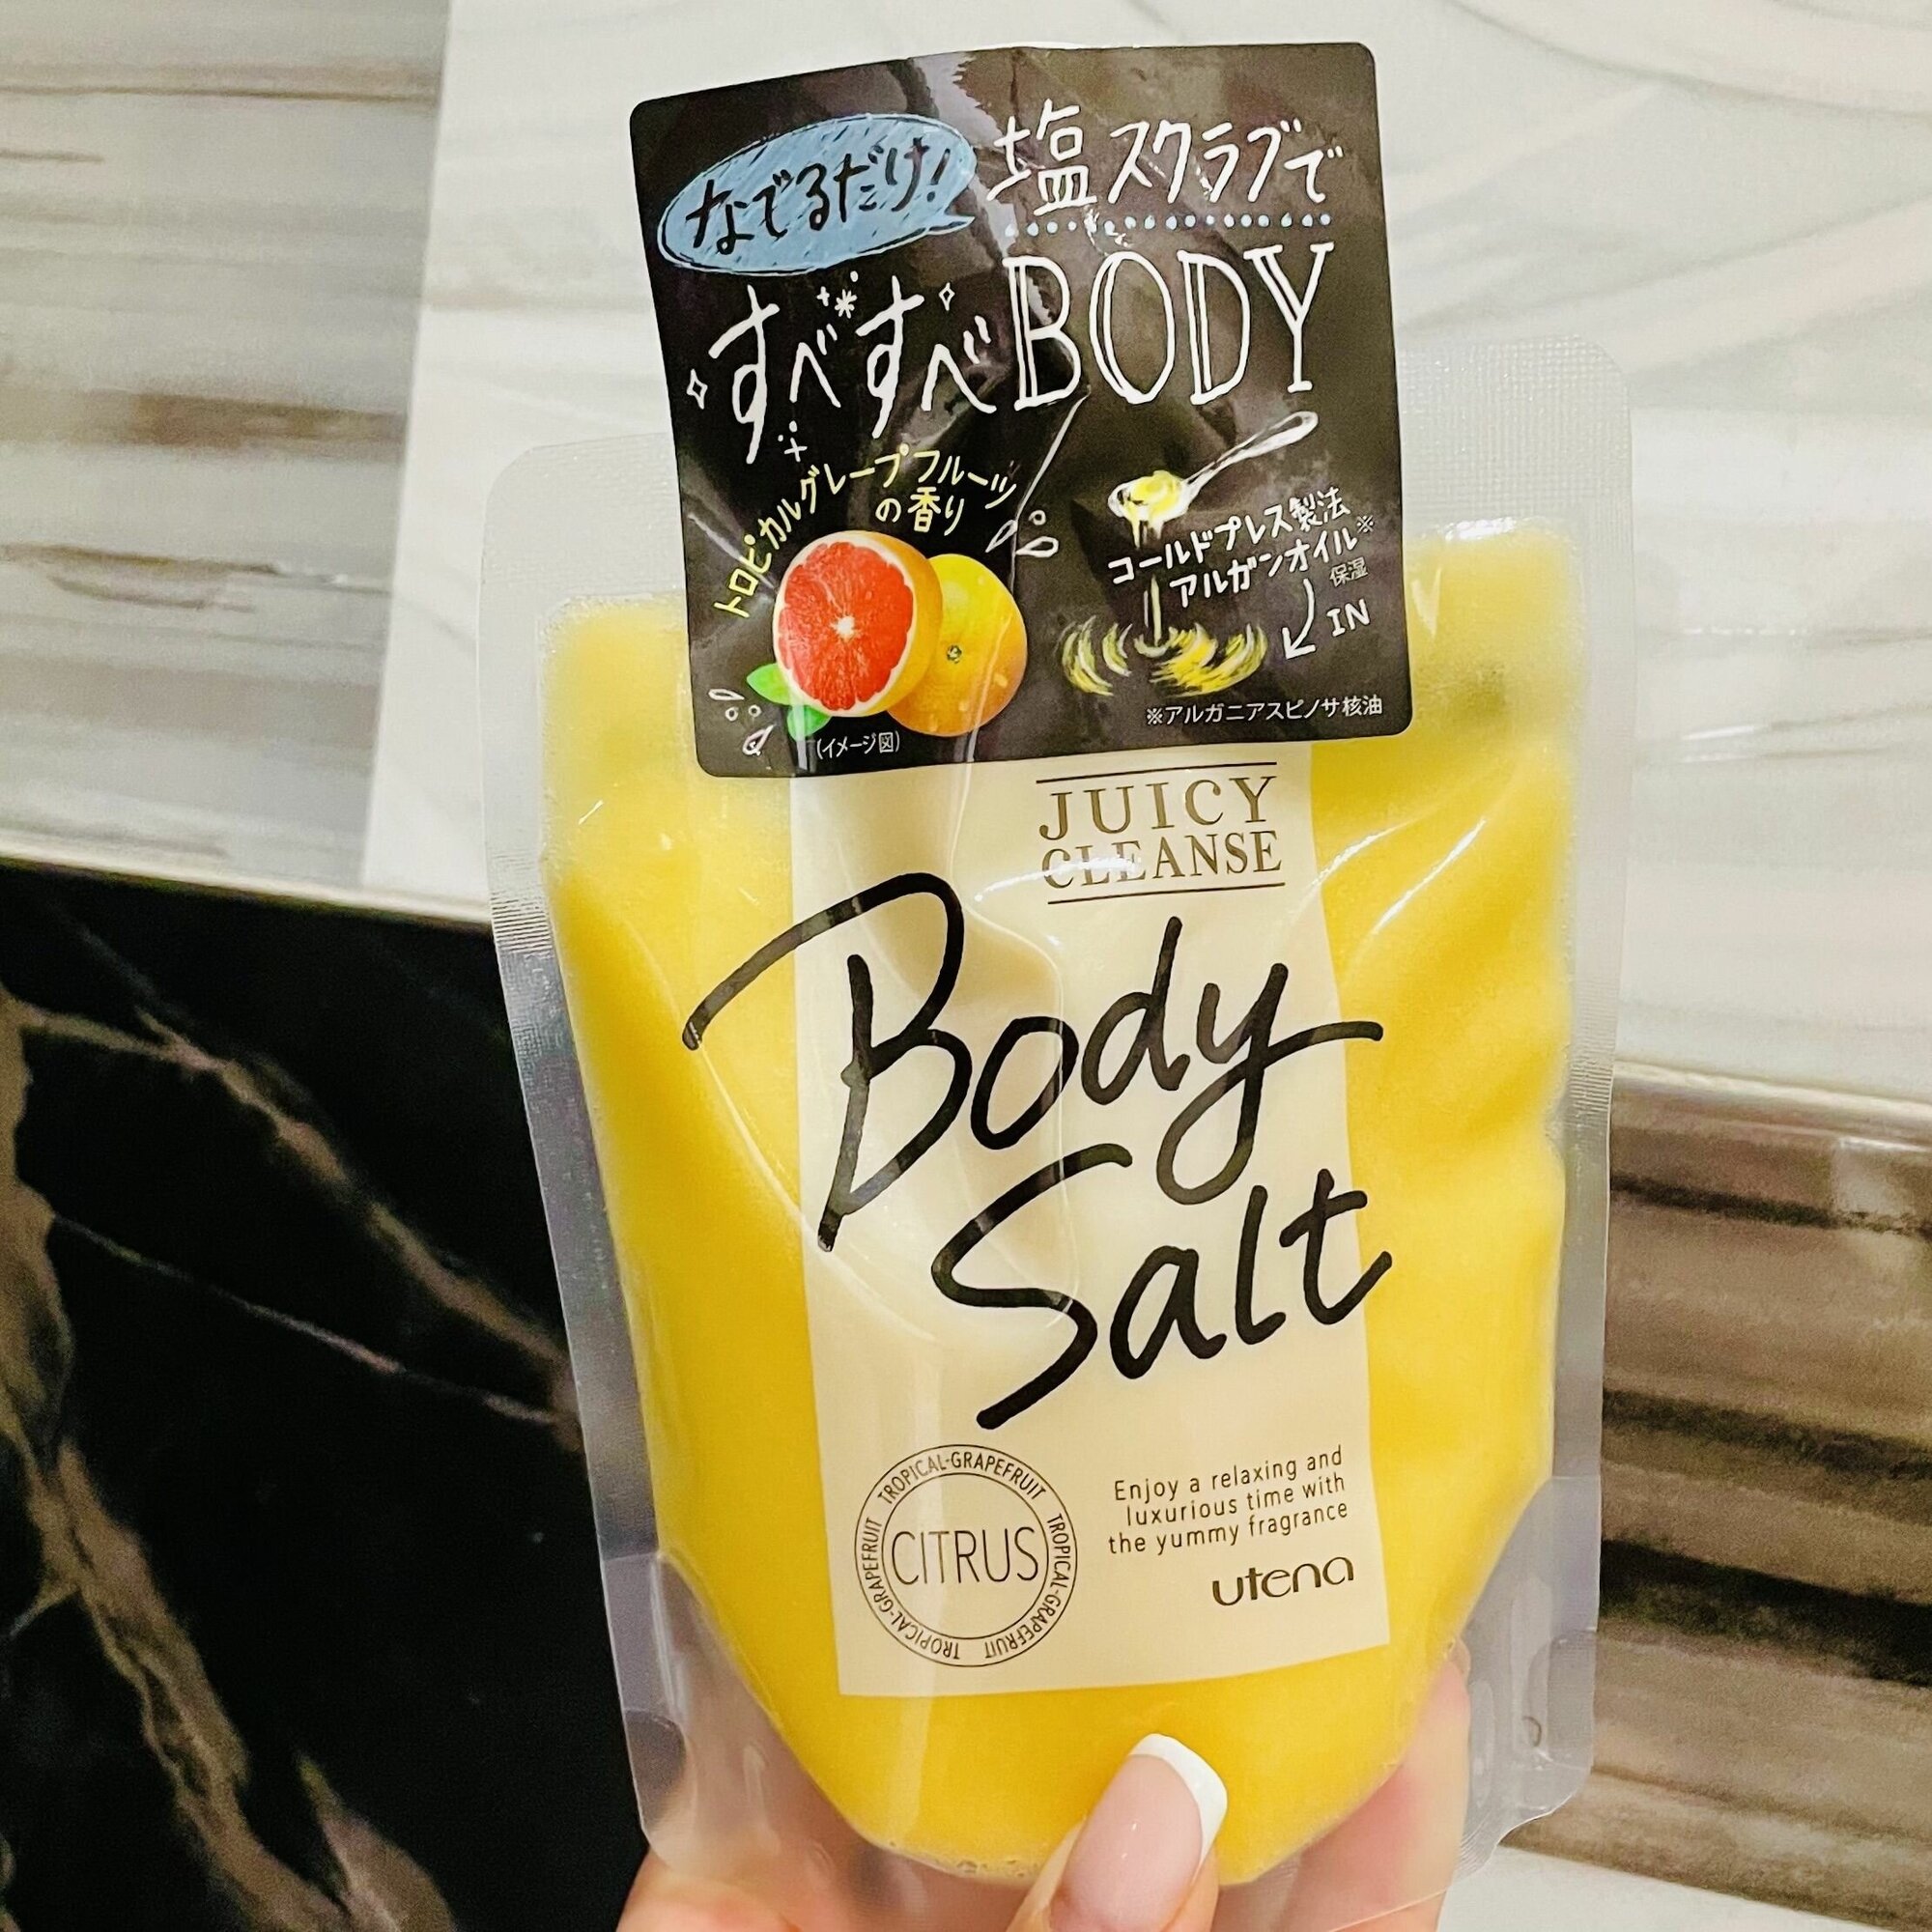 なでるだけ!
塩スクラブで
すべすべBODY
トロピカルグレープフルーツ
の香り
コールドプレス製法
アルガンオイル※
保湿
IN
※アルガニアスピノサ核油
(イメージ図)
JUICY
CLEANSE
Body
Salt
TROPICAL-GRAPEFRUIT TROPICAL-GRAPEFRUIT TROPICAL-GRAPEFRUIT
CITRUS
Enjoy a relaxing and
luxurious time with
the yummy fragrance
utena